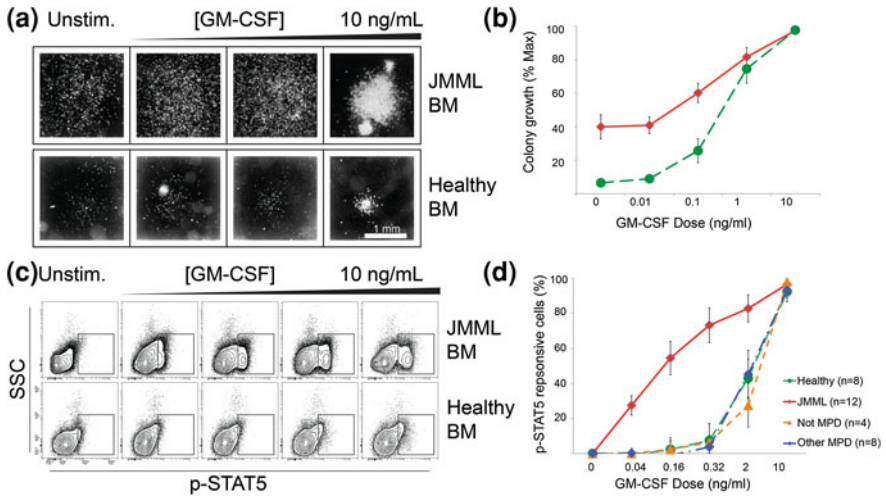 (a) Unstim. [GM-CSF] 10 ng/mL
JMML
BM
Healthy
BM
1 mm
(b)
Colony growth (% Max)
100
80
60
40
20
0 0.01 0.1 1 10
GM-CSF Dose (ng/ml)
(c) Unstim. [GM-CSF] 10 ng/mL
SSC
JMML
BM
Healthy
BM
p-STAT5
(d)
p-STAT5 repsonsive cells (%)
100
80
60
40
20
0 0.04 0.16 0.32 2 10
GM-CSF Dose (ng/ml)
Healthy (n=8)
JMML (n=12)
Not MPD (n=4)
Other MPD (n=8)